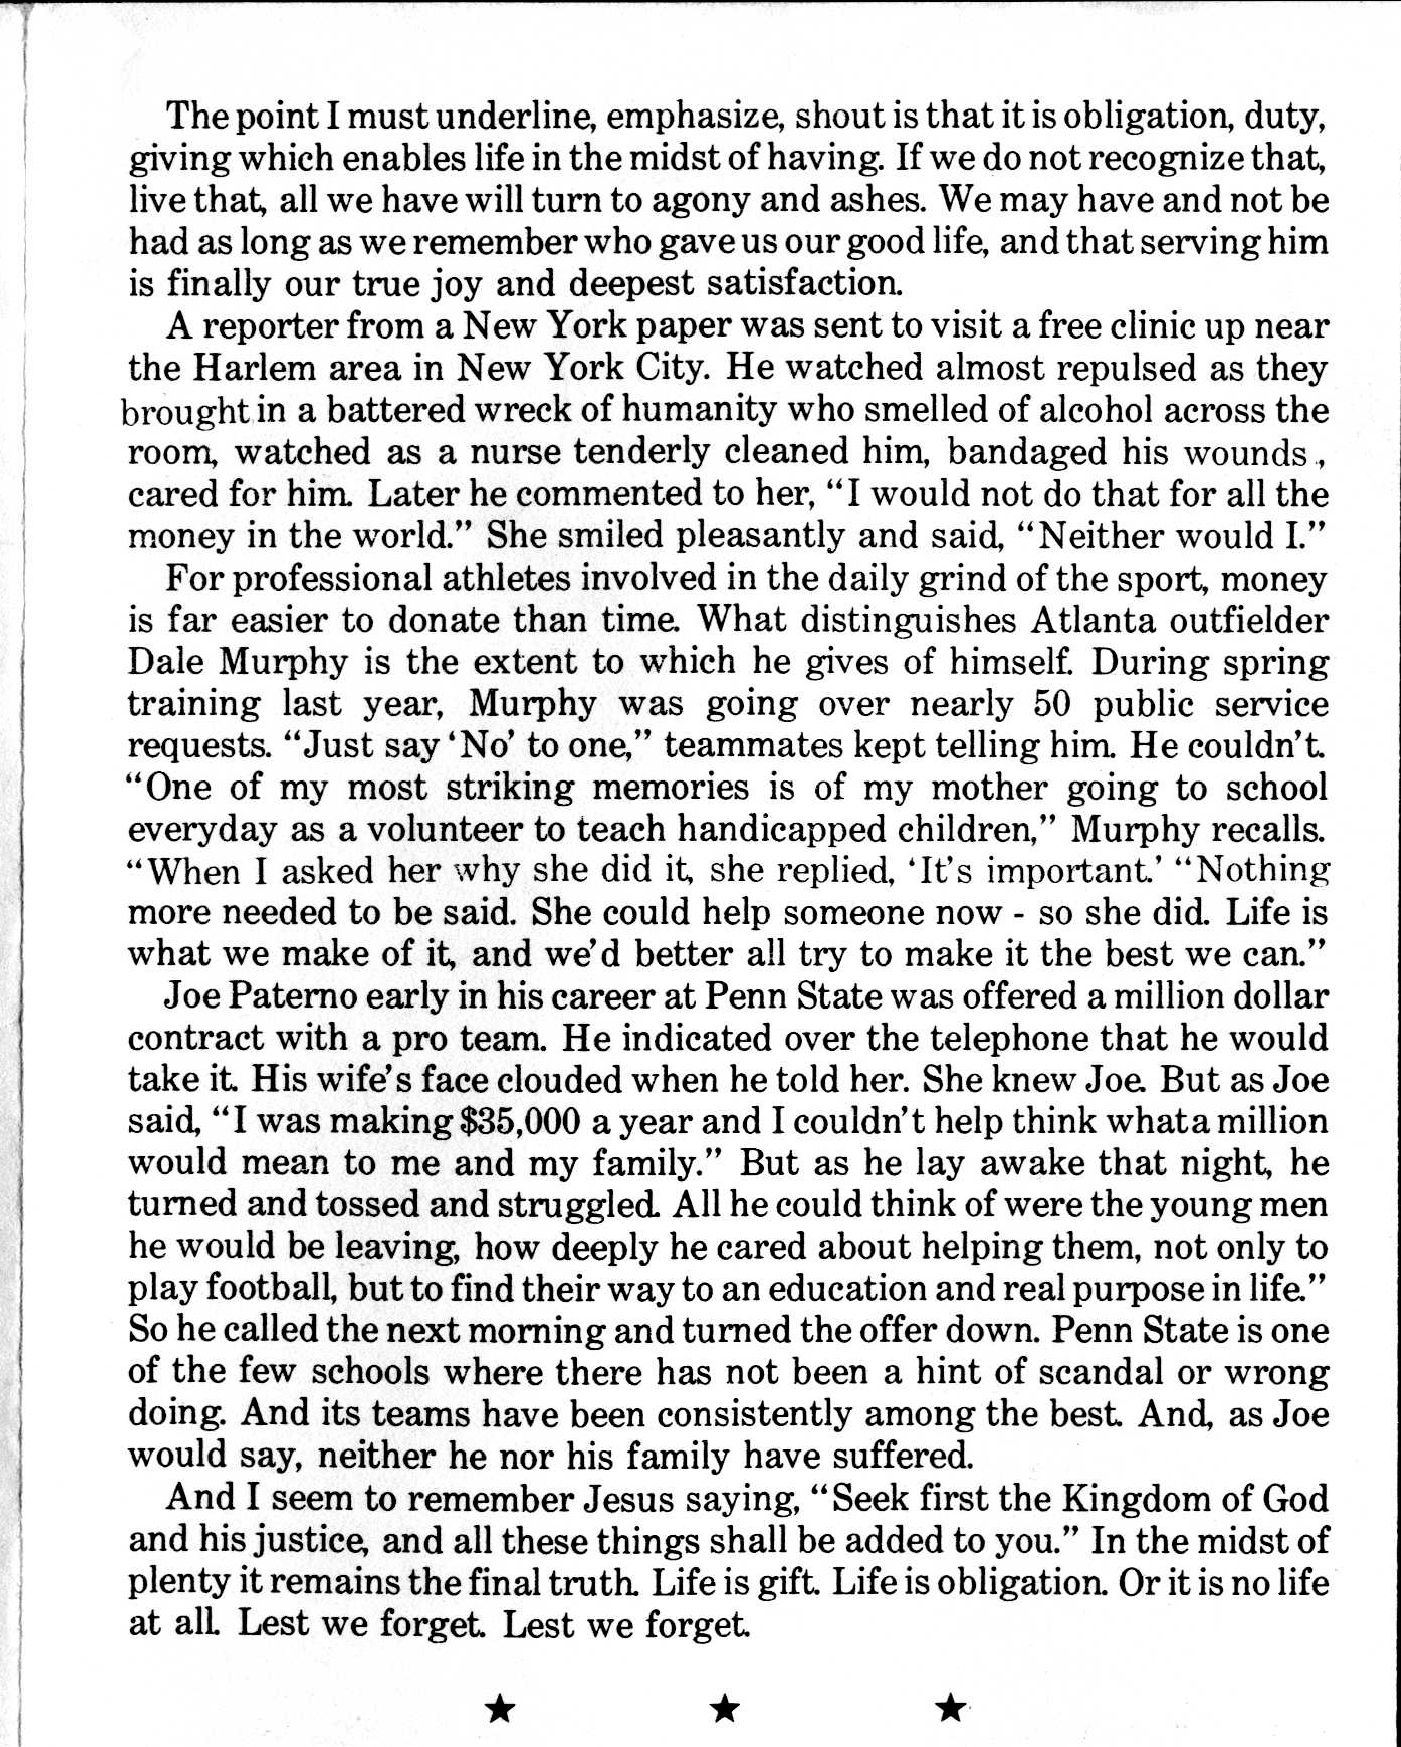 The point I must underline, emphasize, shout is that it is obligation, duty,
giving which enables life in the midst of having. If we do not recognize that,
live that, all we have will turn to agony and ashes. We may have and not be
had as long as we remember who gave us our good life, and that serving him
is finally our true joy and deepest satisfaction.
A reporter from a New York paper was sent to visit a free clinic up near
the Harlem area in New York City. He watched almost repulsed as they
brought in a battered wreck of humanity who smelled of alcohol across the
room, watched as a nurse tenderly cleaned him, bandaged his wounds,
cared for him. Later he commented to her, “I would not do that for all the
money in the world.” She smiled pleasantly and said, “Neither would I.”
For professional athletes involved in the daily grind of the sport, money
is far easier to donate than time. What distinguishes Atlanta outfielder
Dale Murphy is the extent to which he gives of himself. During spring
training last year, Murphy was going over nearly 50 public service
requests. “Just say ‘No’ to one,” teammates kept telling him. He couldn’t.
“One of my most striking memories is of my mother going to school
everyday as a volunteer to teach handicapped children,” Murphy recalls.
“When I asked her why she did it, she replied, ‘It’s important.’ “Nothing
more needed to be said. She could help someone now - so she did. Life is
what we make of it, and we’d better all try to make it the best we can.”
Joe Paterno early in his career at Penn State was offered a million dollar
contract with a pro team. He indicated over the telephone that he would
take it. His wife’s face clouded when he told her. She knew Joe. But as Joe
said, “I was making $35,000 a year and I couldn’t help think what a million
would mean to me and my family.” But as he lay awake that night, he
turned and tossed and struggled. All he could think of were the young men
he would be leaving, how deeply he cared about helping them, not only to
play football, but to find their way to an education and real purpose in life.”
So he called the next morning and turned the offer down. Penn State is one
of the few schools where there has not been a hint of scandal or wrong
doing. And its teams have been consistently among the best. And, as Joe
would say, neither he nor his family have suffered.
And I seem to remember Jesus saying, “Seek first the Kingdom of God
and his justice, and all these things shall be added to you.” In the midst of
plenty it remains the final truth. Life is gift. Life is obligation. Or it is no life
at all. Lest we forget. Lest we forget.